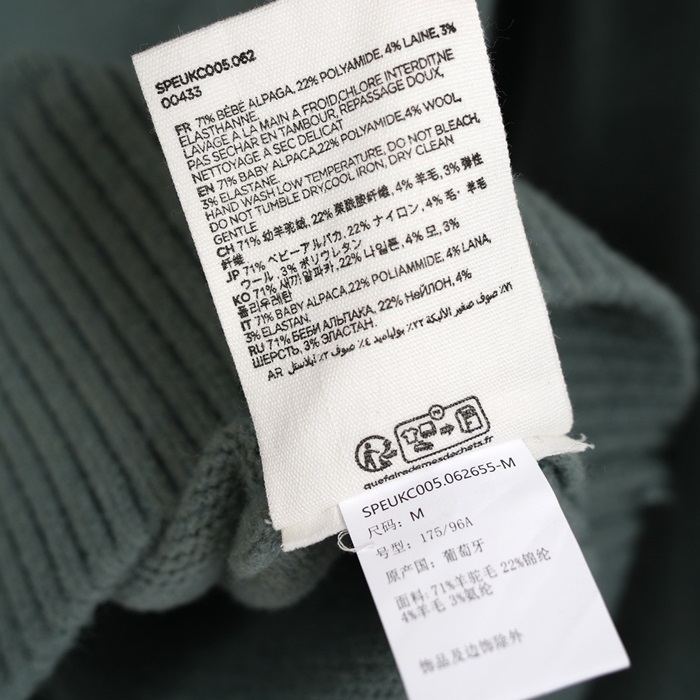 SPEUKC005.062
00433
FR 71% BÉBÉ ALPAGA, 22% POLYAMIDE, 4% LAINE, 3%
ELASTHANNE
LAVAGE A LA MAIN A FROID,CHLORE INTERDIT,NE
PAS SECHAR EN TAMBOUR, REPASSAGE DOUX,
NETTOYAGE A SEC DELICAT
EN 71% BABY ALPACA,22% POLYAMIDE,4% WOOL,
3% ELASTANE
HAND WASH LOW TEMPERATURE, DO NOT BLEACH,
DO NOT TUMBLE DRY,COOL IRON, DRY CLEAN
GENTLE
CH 71% 幼羊驼绒, 22% 聚酰胺纤维, 4% 羊毛, 3% 弹性
纤维
JP 71% ベビーアルパカ, 22% ナイロン, 4% 毛・羊毛
ウール, 3% ポリウレタン
KO 71% 새끼 알파카, 22% 나일론, 4% 모, 3%
폴리우레탄
IT 71% BABY ALPACA,22% POLIAMMIDE, 4% LANA,
3% ELASTAN.
RU 71% БЕБИ АЛЬПАКА, 22% НеЙЛОН, 4%
ШЕРСТЬ, 3% ЭЛАСТАН.
AR
quefairedemesdechets.fr
SPEUKC005.062655-M
尺码: M
号型: 175/96A
原产国: 葡萄牙
面料:71%羊驼毛 22%锦纶
4%羊毛 3%氨纶
饰品及边饰除外